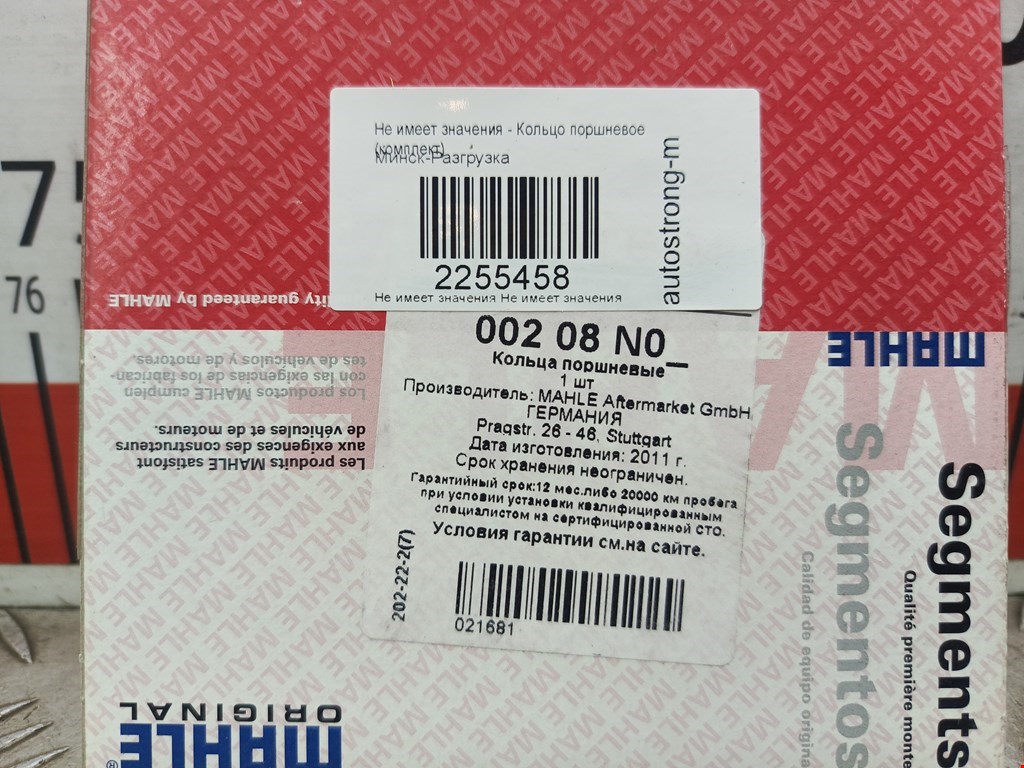 Не имеет значения - Кольцо поршневое
(комплект)
Минск-Разгрузка
autostrong-m
2255458
Не имеет значения Не имеет значения
002 08 N0_
Кольца поршневые
1 шт
Производитель: MAHLE Aftermarket GmbH,
ГЕРМАНИЯ
Pragstr. 26 - 46, Stuttgart
Дата изготовления: 2011 г.
Срок хранения неограничен.
Гарантийный срок:12 мес.либо 20000 км пробега
при условии установки квалифицированным
специалистом на сертифицированной СТО.
Условия гарантии см.на сайте.
202-22-2(7)
021681
guaranteed by MAHLE
Los productos MAHLE cumplen
con las exigencias de los fabrican-
tes de vehículos y de motores.
Les produits MAHLE satisfont
aux exigences des constructeurs
de véhicules et de moteurs.
MAHLE
Segmentos
Calidad de equipo origina
Segments
Qualité première monte
MAHLE
ORIGINAL
7
76